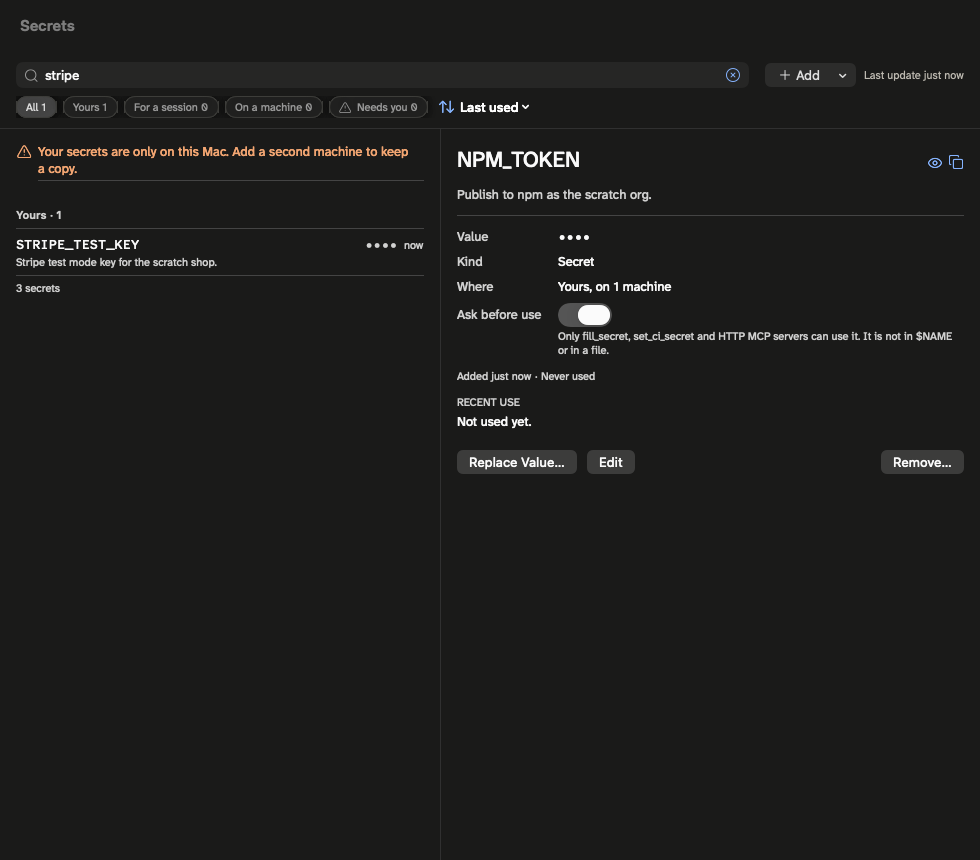 Secrets
stripe
Add
Last update just now
All 1
Yours 1
For a session 0
On a machine 0
Needs you 0
Last used
Your secrets are only on this Mac. Add a second machine to keep
a copy.
Yours · 1
STRIPE_TEST_KEY
•••• now
Stripe test mode key for the scratch shop.
3 secrets
NPM_TOKEN
Publish to npm as the scratch org.
Value ••••
Kind Secret
Where Yours, on 1 machine
Ask before use
Only fill_secret, set_ci_secret and HTTP MCP servers can use it. It is not in $NAME
or in a file.
Added just now · Never used
RECENT USE
Not used yet.
Replace Value...
Edit
Remove...